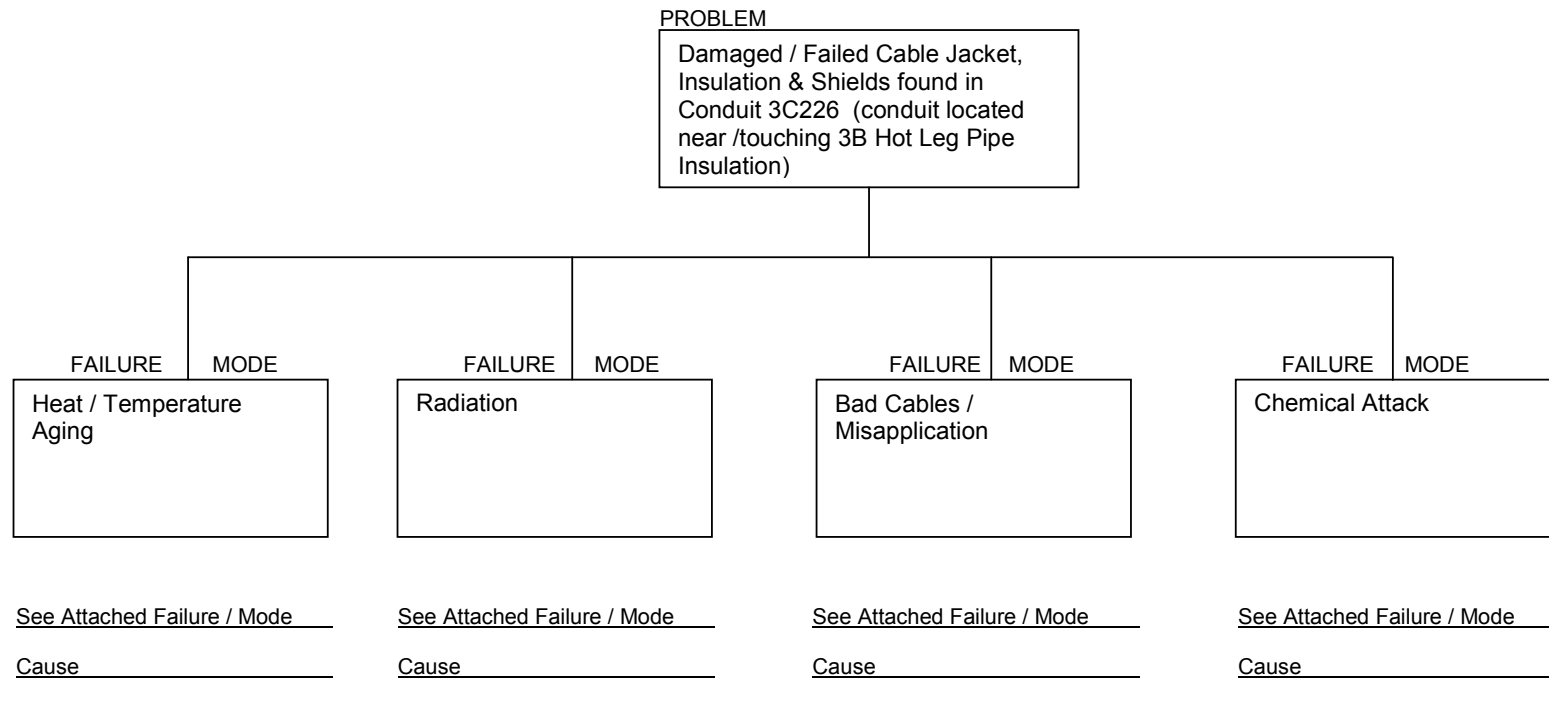 PROBLEM
Damaged / Failed Cable Jacket,
Insulation & Shields found in
Conduit 3C226 (conduit located
near /touching 3B Hot Leg Pipe
Insulation)
FAILURE MODE
Heat / Temperature
Aging
See Attached Failure / Mode
Cause
FAILURE MODE
Radiation
See Attached Failure / Mode
Cause
FAILURE MODE
Bad Cables /
Misapplication
See Attached Failure / Mode
Cause
FAILURE MODE
Chemical Attack
See Attached Failure / Mode
Cause